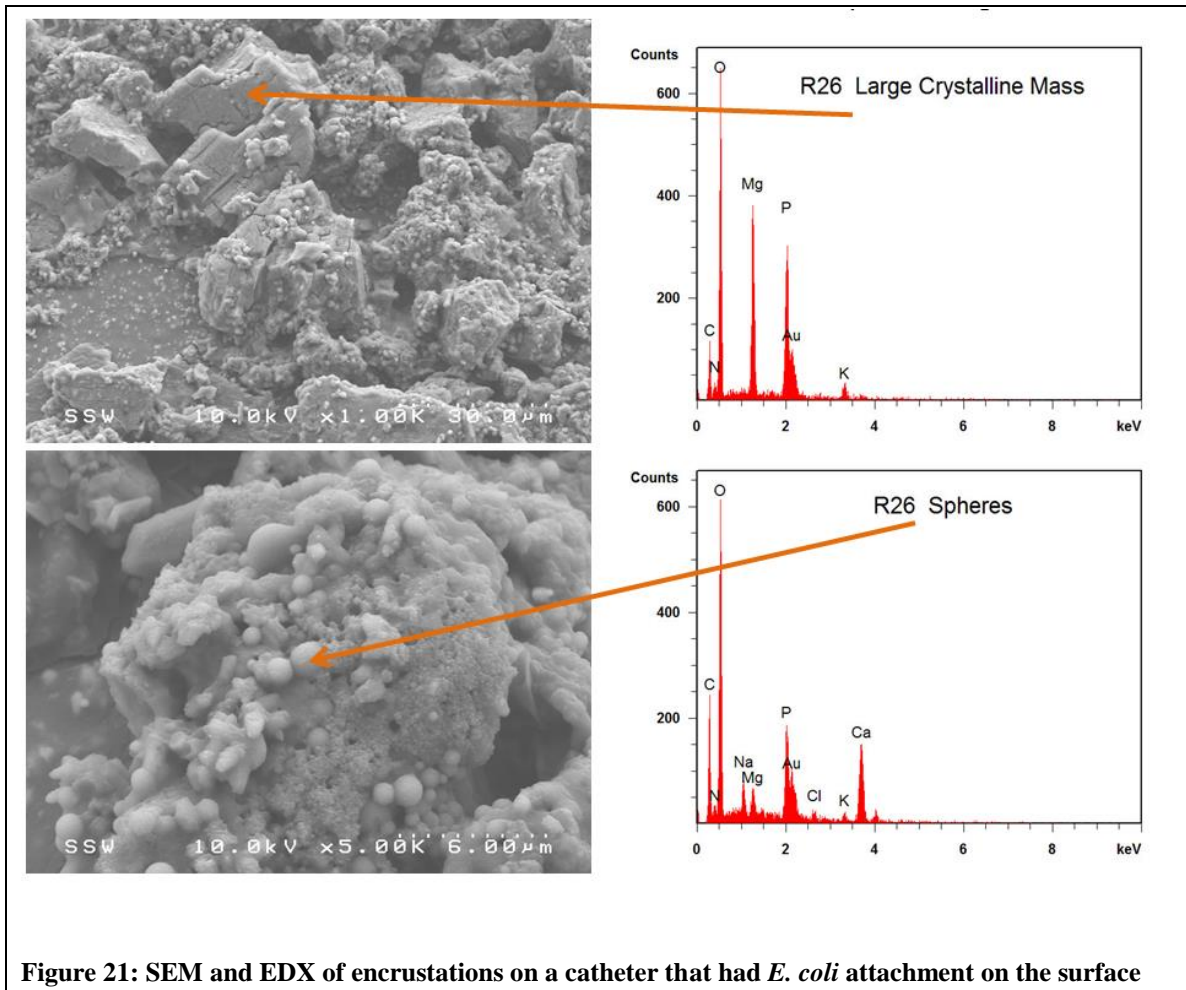 Counts
R26 Large Crystalline Mass
600
400
200
0
O
Mg
P
C
N
Au
K
0 2 4 6 8 keV
SSW 10.0kV x1.00K 30.0µm
Counts
R26 Spheres
600
400
200
0
O
C
N
Na
Mg
P
Au
Cl
K
Ca
0 2 4 6 8 keV
SSW 10.0kV x5.00K 6.00µm
Figure 21: SEM and EDX of encrustations on a catheter that had E. coli attachment on the surface